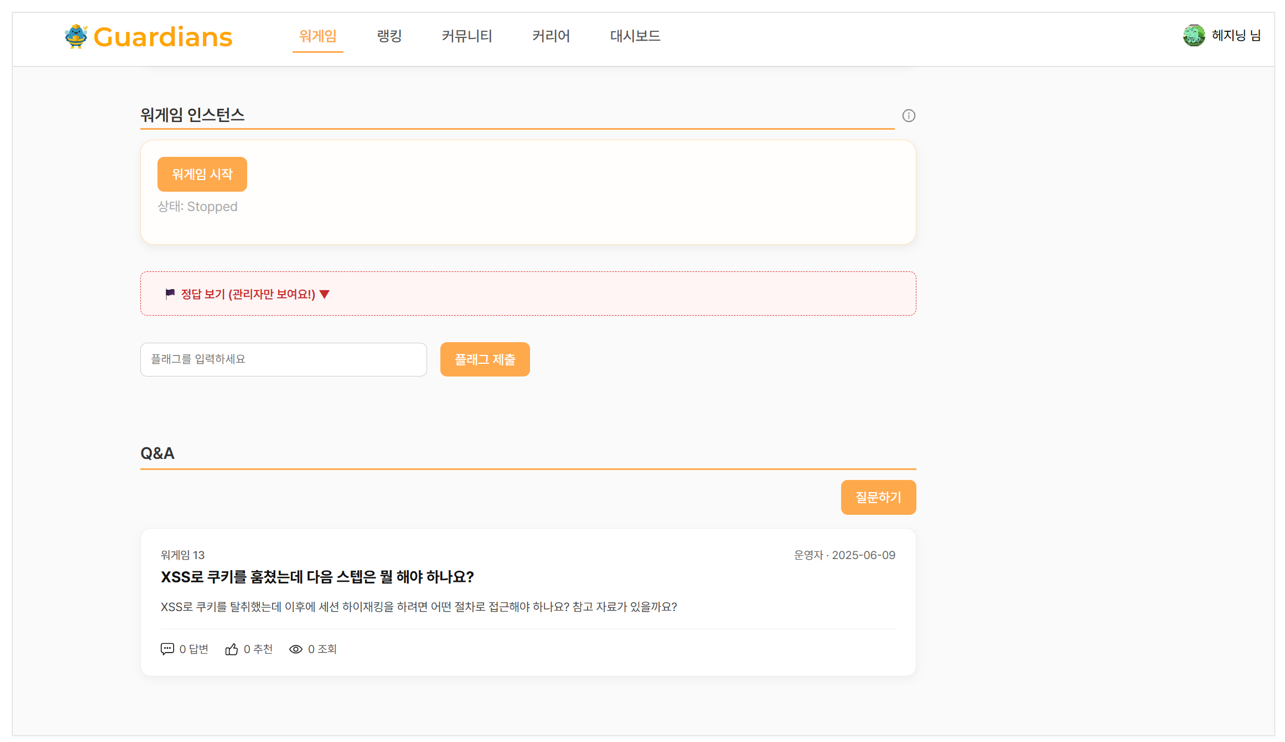 Guardians
워게임 랭킹 커뮤니티 커리어 대시보드
헤지닝 님
워게임 인스턴스
워게임 시작
상태: Stopped
정답 보기 (관리자만 보여요!) ▼
플래그를 입력하세요
플래그 제출
Q&A
질문하기
워게임 13
운영자 · 2025-06-09
XSS로 쿠키를 훔쳤는데 다음 스텝은 뭘 해야 하나요?
XSS로 쿠키를 탈취했는데 이후에 세션 하이재킹을 하려면 어떤 절차로 접근해야 하나요? 참고 자료가 있을까요?
0 답변 0 추천 0 조회